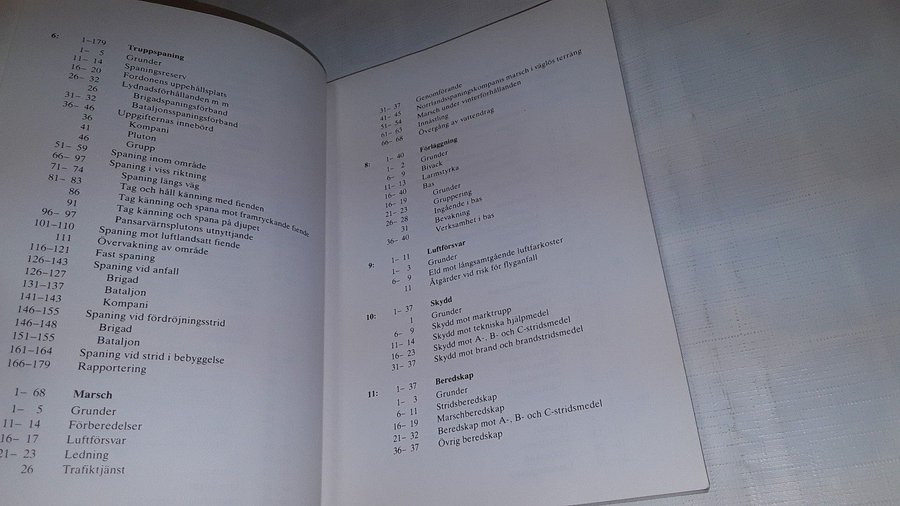 6: 1–179 Truppspaning
1– 5 Grunder
11– 14 Spaningsreserv
16– 20 Fordonens uppehållsplats
26– 32 Lydnadsförhållanden m m
26 Brigadspaningsförband
31– 32 Bataljonsspaningsförband
36– 46 Uppgifternas innebörd
36 Kompani
41 Pluton
46 Grupp
51– 59 Spaning inom område
66– 97 Spaning i viss riktning
71– 74 Spaning längs väg
81– 83 Tag och håll känning med fienden
86 Tag känning och spana mot framryckande fiende
91 Tag känning och spana på djupet
96– 97 Pansarvärnsplutons utnyttjande
101–110 Spaning mot luftlandsatt fiende
111 Övervakning av område
116–121 Fast spaning
126–143 Spaning vid anfall
126–127 Brigad
131–137 Bataljon
141–143 Kompani
146–155 Spaning vid fördröjningsstrid
146–148 Brigad
151–155 Bataljon
161–164 Spaning vid strid i bebyggelse
166–179 Rapportering
1– 68 Marsch
1– 5 Grunder
11– 14 Förberedelser
16– 17 Luftförsvar
21– 23 Ledning
26 Trafiktjänst
31– 37 Genomförande
41– 45 Norrlandsspaningskompanis marsch i väglös terräng
51– 54 Marsch under vinterförhållanden
61– 63 Innästling
66– 68 Övergång av vattendrag
8: 1– 40 Förläggning
1– 2 Grunder
6– 9 Bivack
11– 13 Larmstyrka
16– 40 Bas
16– 19 Grunder
21– 23 Gruppering
26– 28 Ingående i bas
31 Bevakning
36– 40 Verksamhet i bas
9: 1– 11 Luftförsvar
1– 3 Grunder
6– 9 Eld mot långsamtgående luftfarkoster
11 Åtgärder vid risk för flyganfall
10: 1– 37 Skydd
1 Grunder
6– 9 Skydd mot marktrupp
11– 14 Skydd mot tekniska hjälpmedel
16– 23 Skydd mot A-, B- och C-stridsmedel
31– 37 Skydd mot brand och brandstridsmedel
11: 1– 37 Beredskap
1– 3 Grunder
6– 11 Stridsberedskap
16– 19 Marschberedskap
21– 32 Beredskap mot A-, B- och C-stridsmedel
36– 37 Övrig beredskap